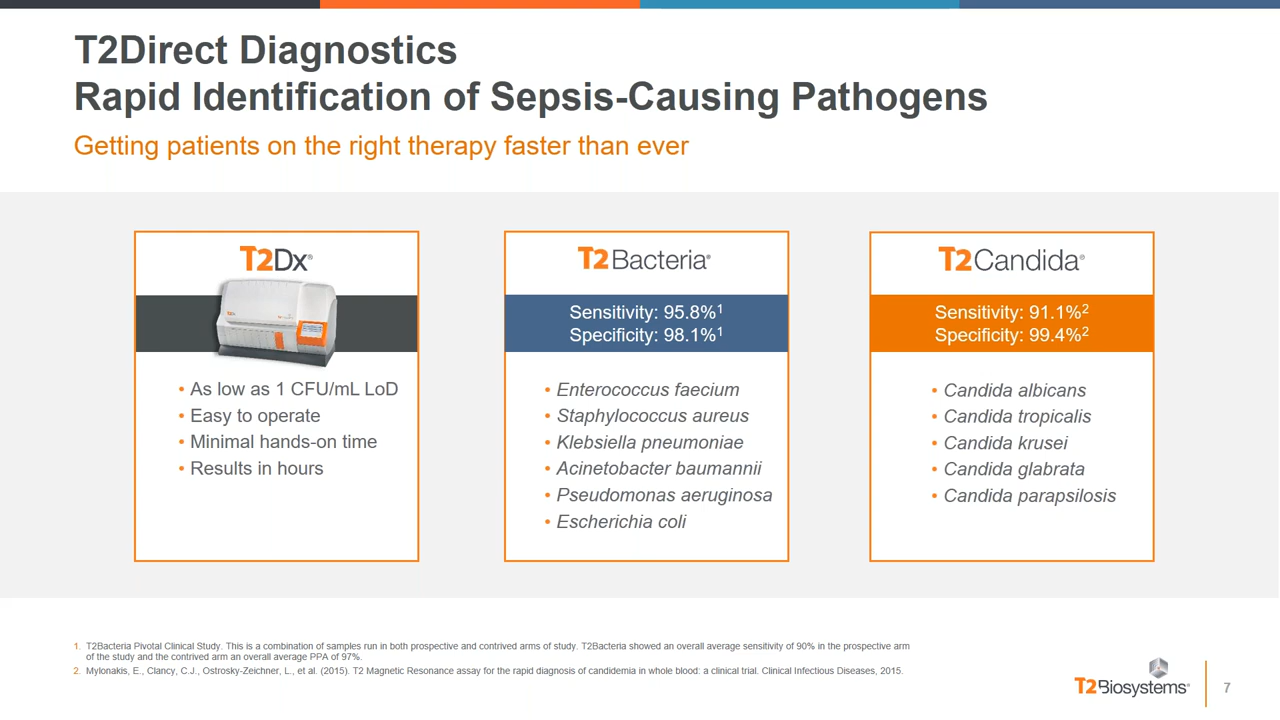 T2Direct Diagnostics
Rapid Identification of Sepsis-Causing Pathogens
Getting patients on the right therapy faster than ever
T2Dx®
• As low as 1 CFU/mL LoD
• Easy to operate
• Minimal hands-on time
• Results in hours
T2Bacteria®
Sensitivity: 95.8%1
Specificity: 98.1%1
• Enterococcus faecium
• Staphylococcus aureus
• Klebsiella pneumoniae
• Acinetobacter baumannii
• Pseudomonas aeruginosa
• Escherichia coli
T2Candida®
Sensitivity: 91.1%2
Specificity: 99.4%2
• Candida albicans
• Candida tropicalis
• Candida krusei
• Candida glabrata
• Candida parapsilosis
1. T2Bacteria Pivotal Clinical Study. This is a combination of samples run in both prospective and contrived arms of study. T2Bacteria showed an overall average sensitivity of 90% in the prospective arm
of the study and the contrived arm an overall average PPA of 97%.
2. Mylonakis, E., Clancy, C.J., Ostrosky-Zeichner, L., et al. (2015). T2 Magnetic Resonance assay for the rapid diagnosis of candidemia in whole blood: a clinical trial. Clinical Infectious Diseases, 2015.
T2Biosystems®
7